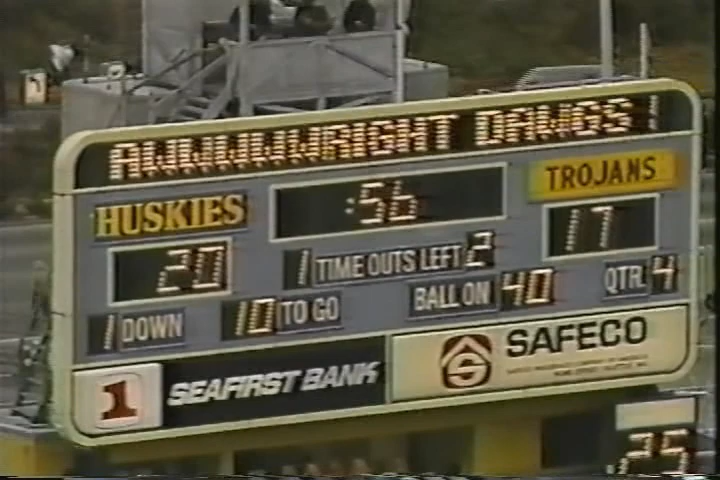 AWWWWWRIGHT DAWGS!
HUSKIES :56 TROJANS
20 1 TIME OUTS LEFT 2 17
1 DOWN 10 TO GO BALL ON 40 QTR. 4
1 SEAFIRST BANK SAFECO
:25